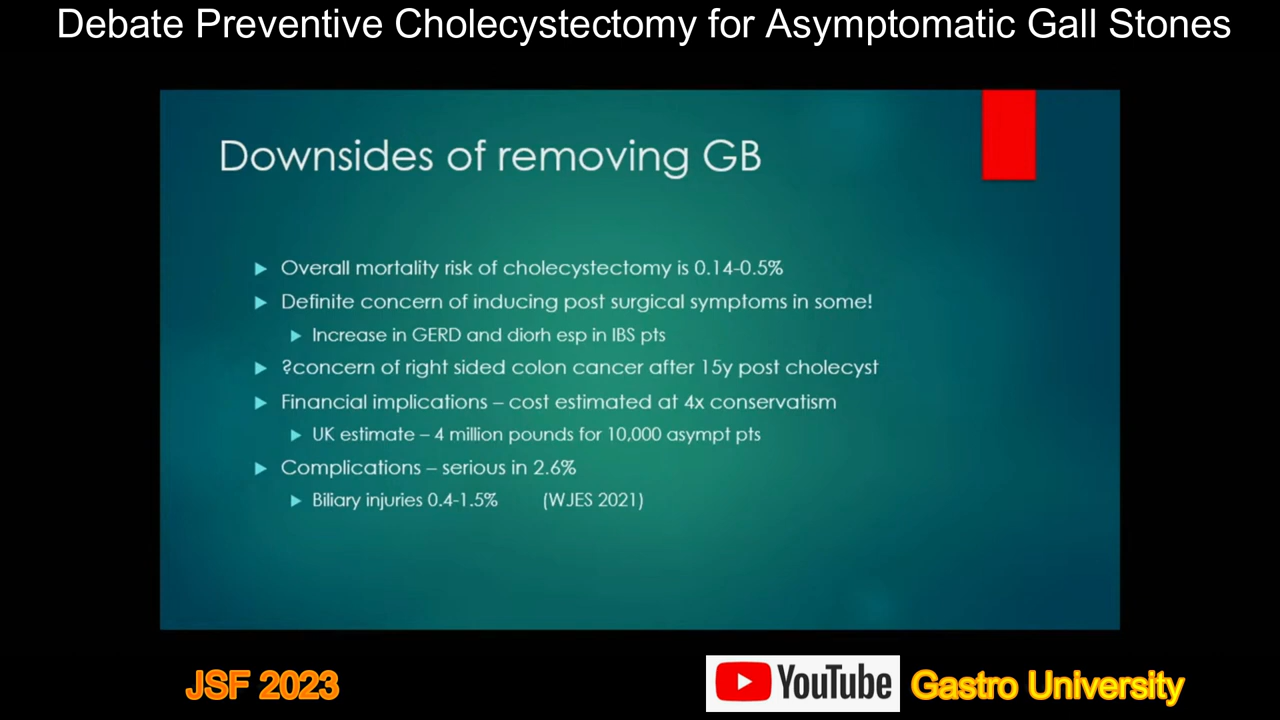 Debate Preventive Cholecystectomy for Asymptomatic Gall Stones
Downsides of removing GB
Overall mortality risk of cholecystectomy is 0.14-0.5%
Definite concern of inducing post surgical symptoms in some!
Increase in GERD and diorh esp in IBS pts
?concern of right sided colon cancer after 15y post cholecyst
Financial implications – cost estimated at 4x conservatism
UK estimate – 4 million pounds for 10,000 asympt pts
Complications – serious in 2.6%
Biliary injuries 0.4-1.5% (WJES 2021)
JSF 2023
YouTube
Gastro University